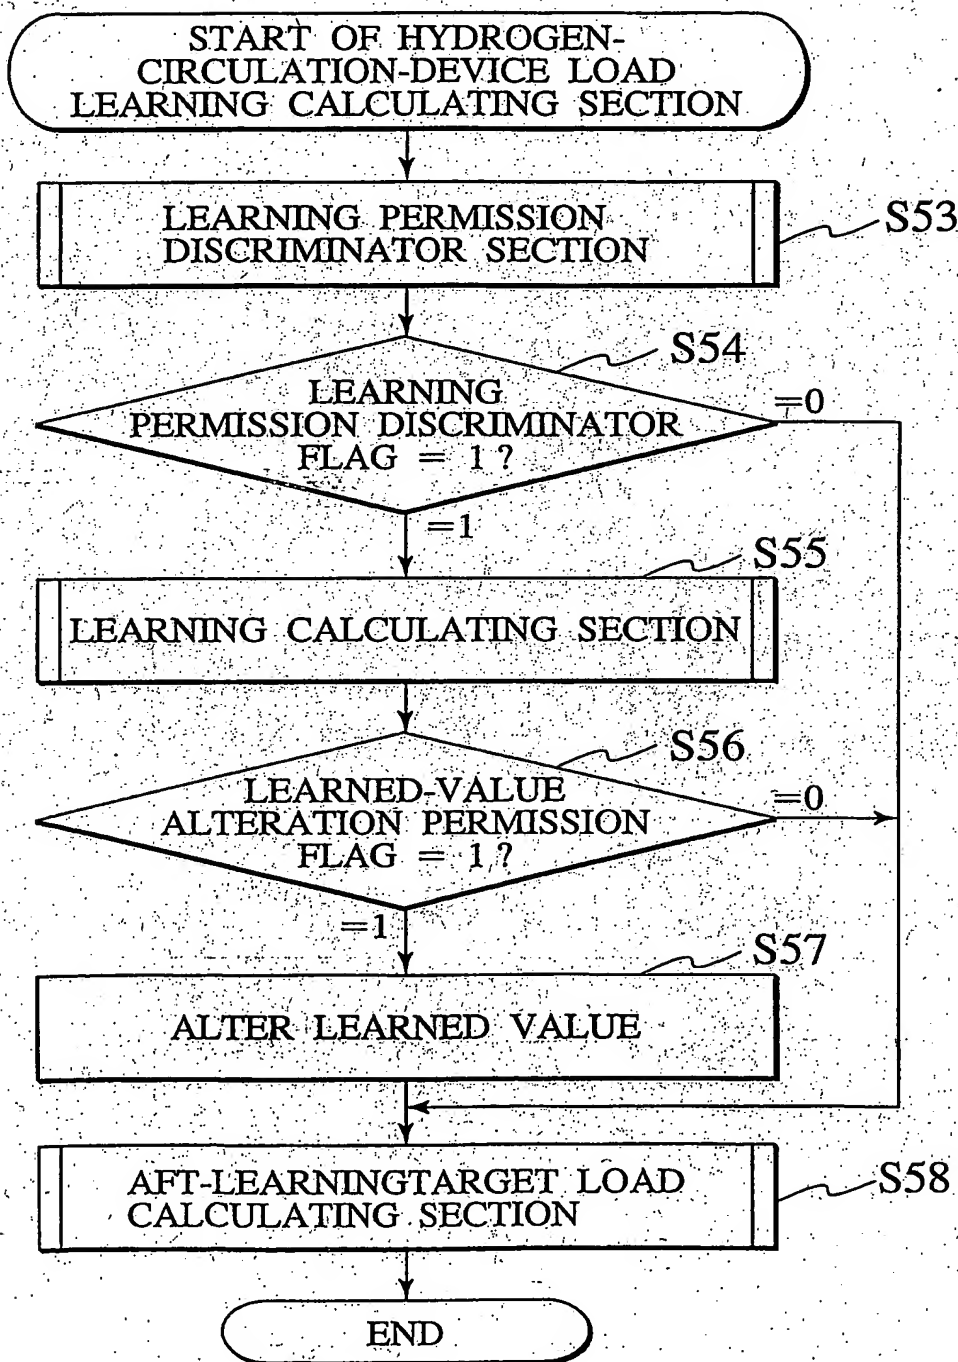 START OF HYDROGEN-
CIRCULATION-DEVICE LOAD
LEARNING CALCULATING SECTION
LEARNING PERMISSION
DISCRIMINATOR SECTION
S53
S54
LEARNING
PERMISSION DISCRIMINATOR
FLAG = 1 ?
=0
=1
S55
LEARNING CALCULATING SECTION
S56
LEARNED-VALUE
ALTERATION PERMISSION
FLAG = 1 ?
=0
=1
S57
ALTER LEARNED VALUE
AFT-LEARNINGTARGET LOAD
CALCULATING SECTION
S58
END